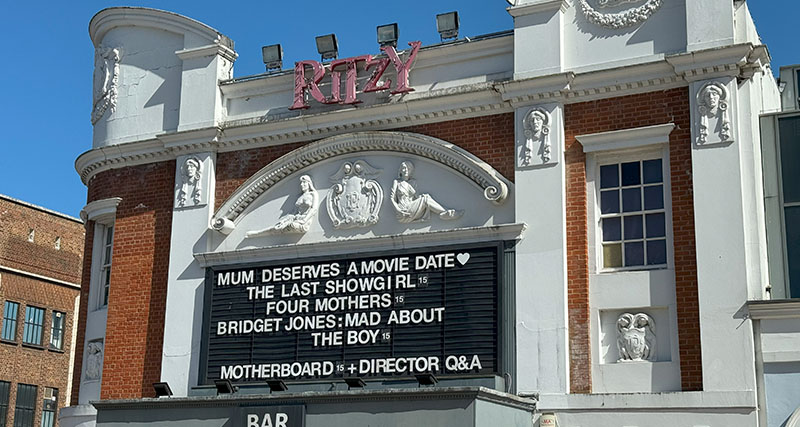 RITZY
MUM DESERVES A MOVIE DATE♥
THE LAST SHOWGIRL 15
FOUR MOTHERS 15
BRIDGET JONES: MAD ABOUT
THE BOY 15
MOTHERBOARD 15 + DIRECTOR Q&A
BAR